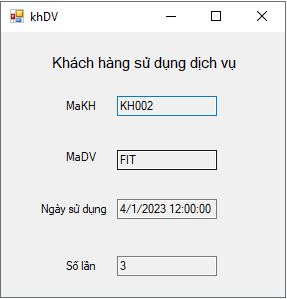 khDV
Khách hàng sử dụng dịch vụ
MaKH KH002
MaDV FIT
Ngày sử dụng 4/1/2023 12:00:00
Số lần 3